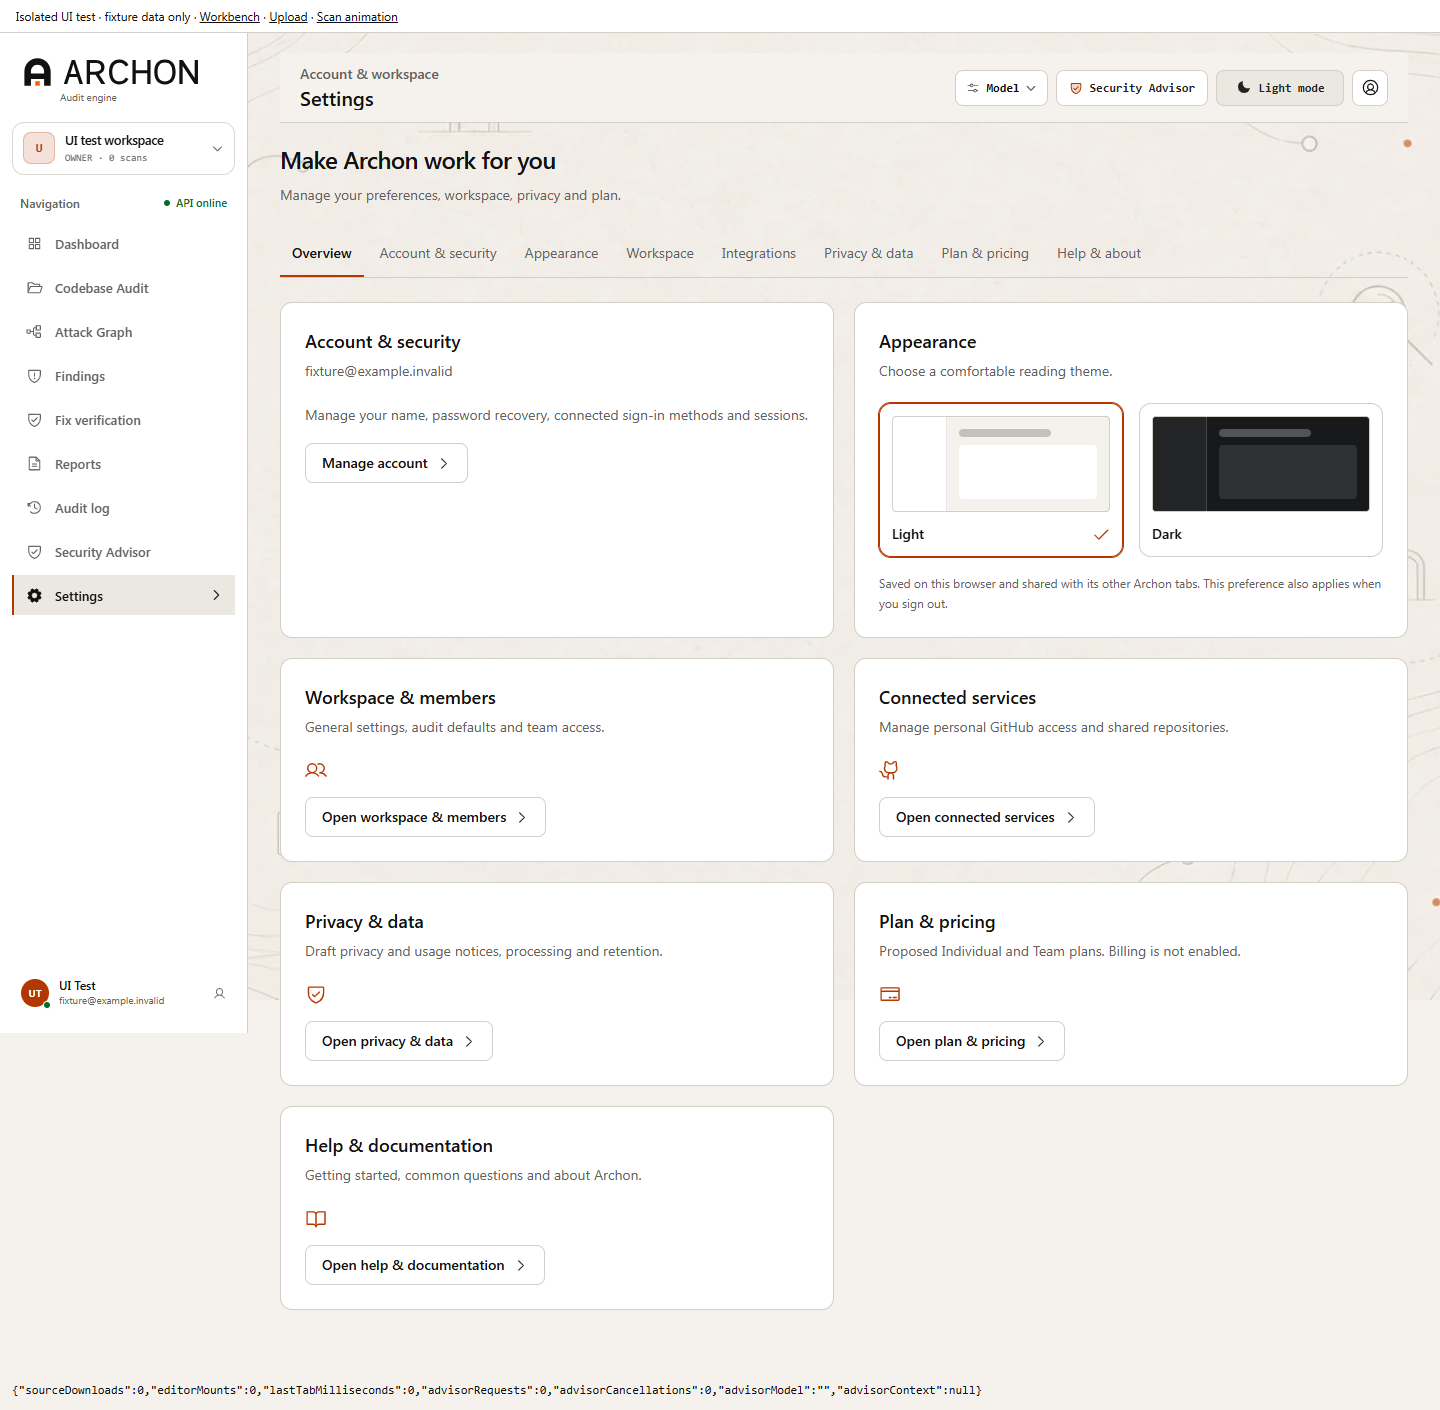 Isolated UI test · fixture data only · Workbench · Upload · Scan animation
ARCHON
Audit engine
U
UI test workspace
OWNER · 0 scans
Navigation
API online
Dashboard
Codebase Audit
Attack Graph
Findings
Fix verification
Reports
Audit log
Security Advisor
Settings
UT
UI Test
fixture@example.invalid
Account & workspace
Settings
Model
Security Advisor
Light mode
Make Archon work for you
Manage your preferences, workspace, privacy and plan.
Overview
Account & security
Appearance
Workspace
Integrations
Privacy & data
Plan & pricing
Help & about
Account & security
fixture@example.invalid
Manage your name, password recovery, connected sign-in methods and sessions.
Manage account
Appearance
Choose a comfortable reading theme.
Light
Dark
Saved on this browser and shared with its other Archon tabs. This preference also applies when
you sign out.
Workspace & members
General settings, audit defaults and team access.
Open workspace & members
Connected services
Manage personal GitHub access and shared repositories.
Open connected services
Privacy & data
Draft privacy and usage notices, processing and retention.
Open privacy & data
Plan & pricing
Proposed Individual and Team plans. Billing is not enabled.
Open plan & pricing
Help & documentation
Getting started, common questions and about Archon.
Open help & documentation
{"sourceDownloads":0,"editorMounts":0,"lastTabMilliseconds":0,"advisorRequests":0,"advisorCancellations":0,"advisorModel":"","advisorContext":null}